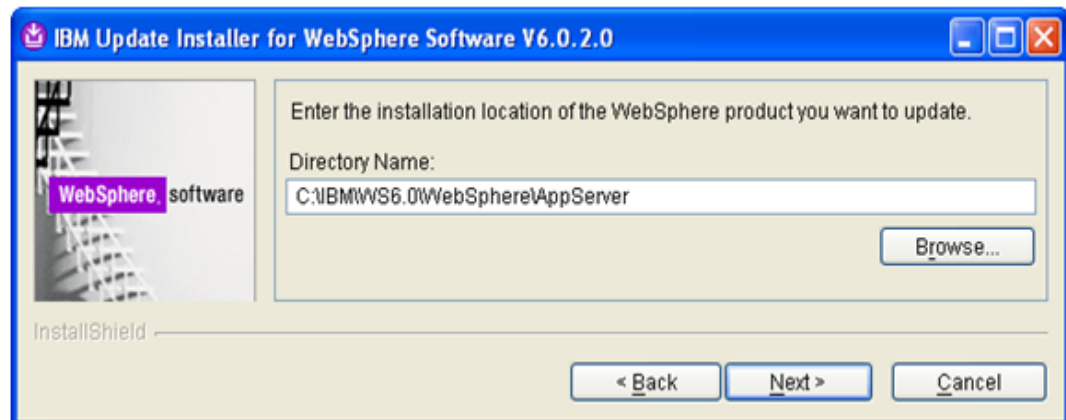 IBM Update Installer for WebSphere Software V6.0.2.0
Enter the installation location of the WebSphere product you want to update.
Directory Name:
C:\IBM\WS6.0\WebSphere\AppServer
WebSphere. software
Browse...
InstallShield
< Back
Next >
Cancel